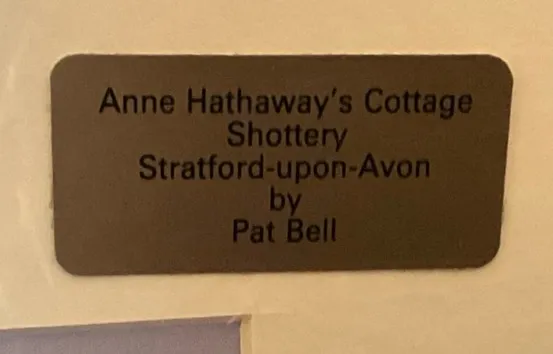 Anne Hathaway's Cottage
Shottery
Stratford-upon-Avon
by
Pat Bell